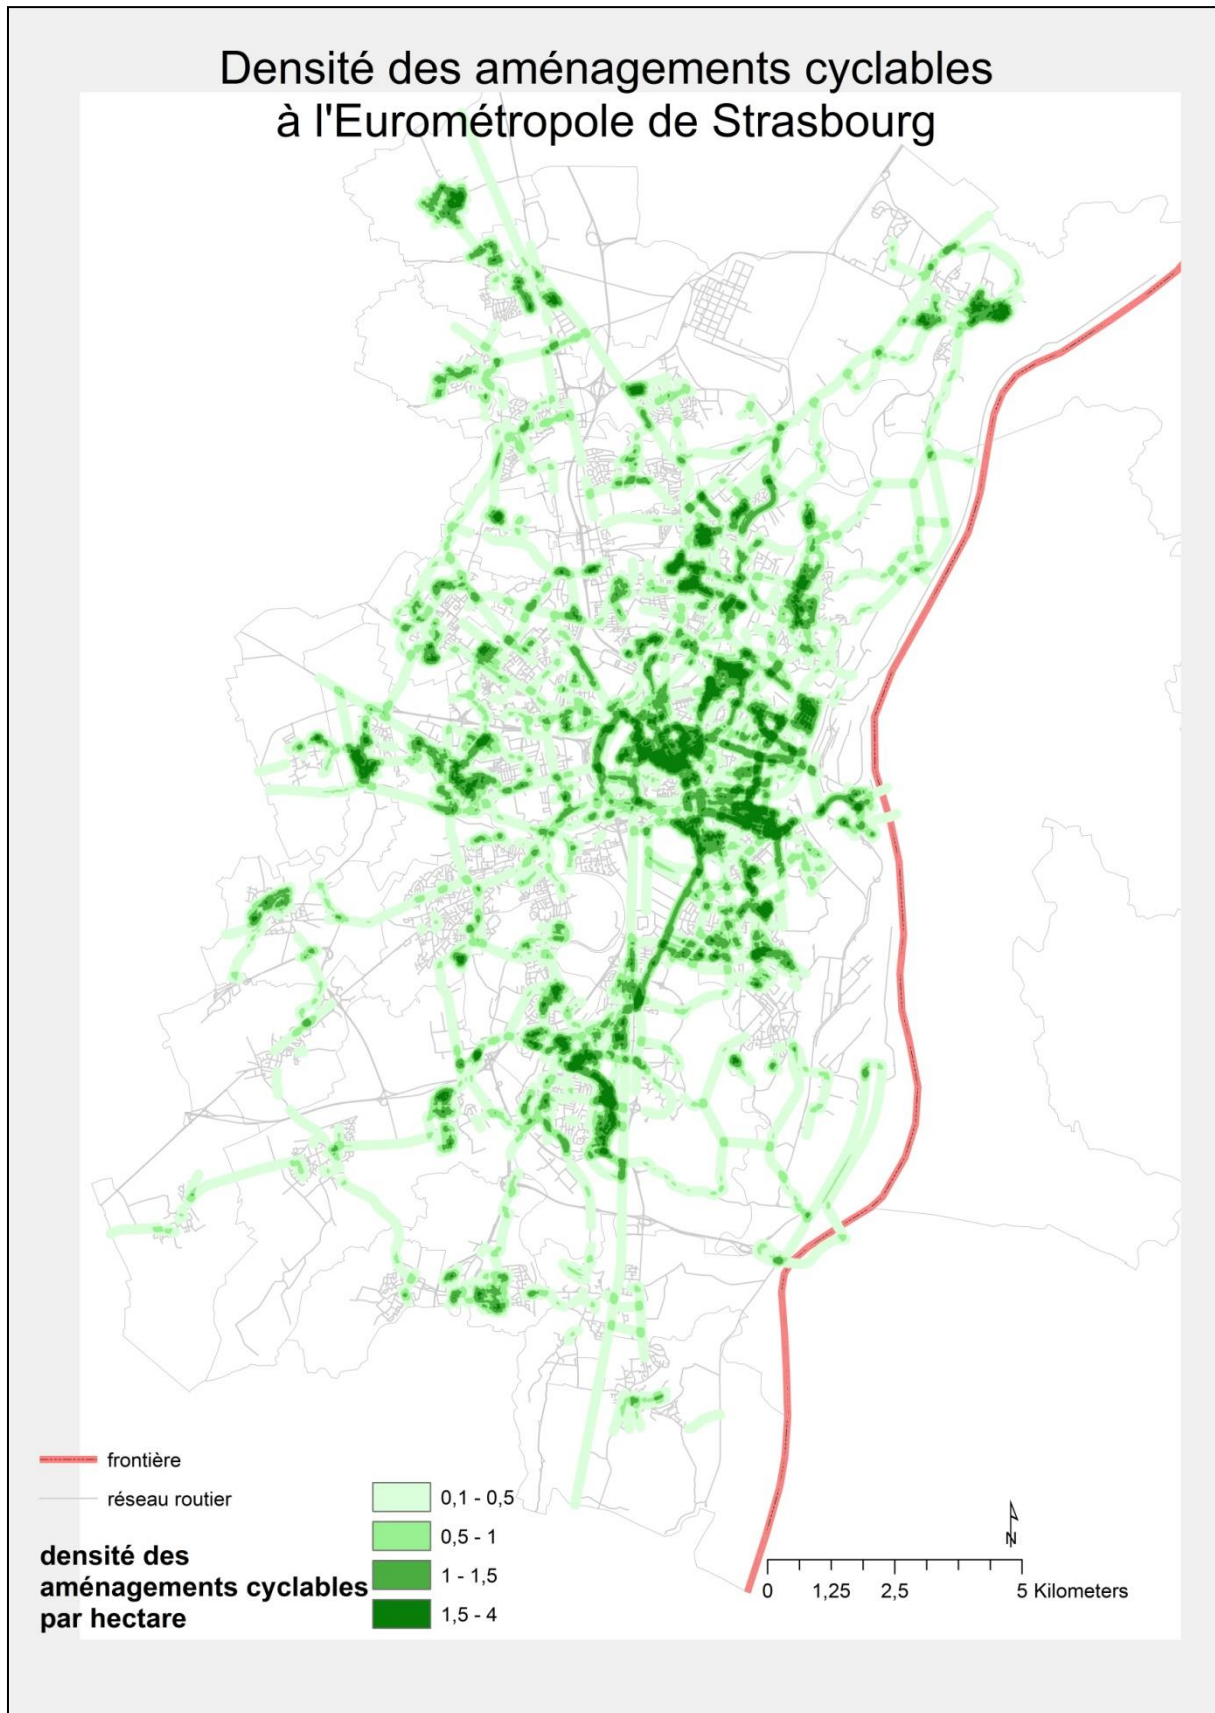 Densité des aménagements cyclables
à l'Eurométropole de Strasbourg
frontière
réseau routier
densité des
aménagements cyclables
par hectare
0,1 - 0,5
0,5 - 1
1 - 1,5
1,5 - 4
N
0 1,25 2,5 5 Kilometers